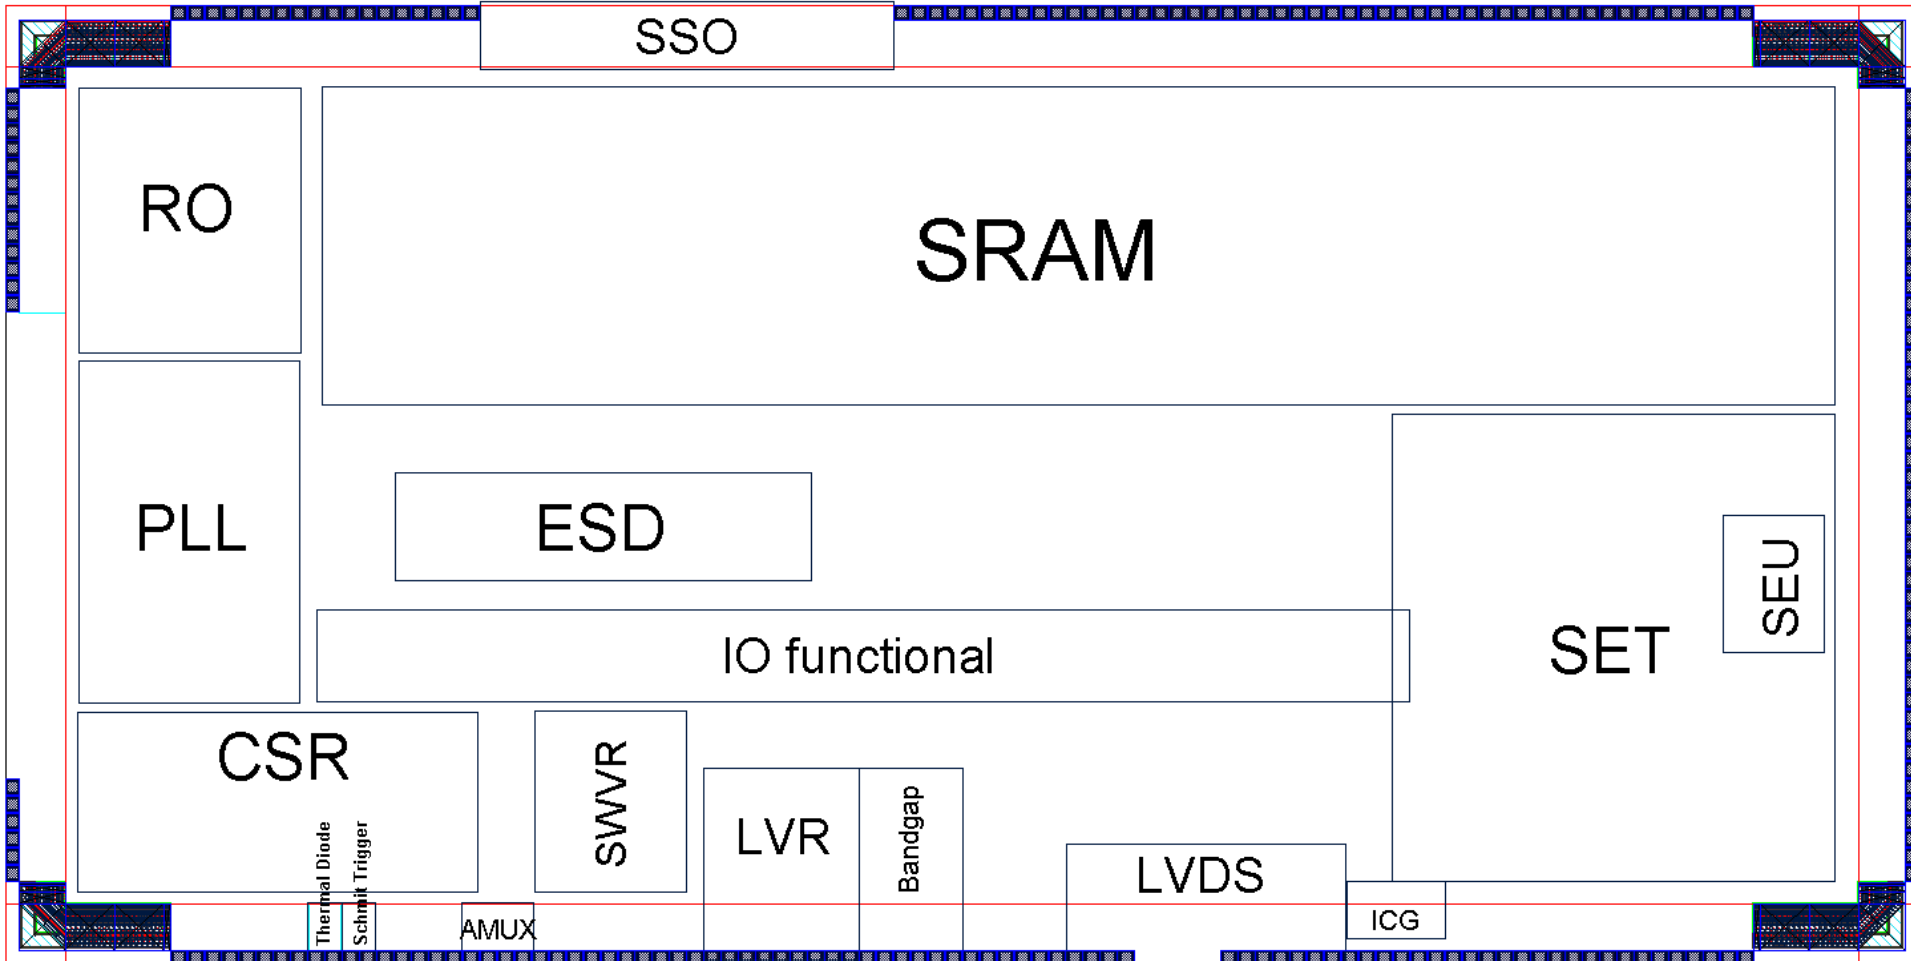 SSO
RO
SRAM
PLL
ESD
SEU
IO functional
SET
CSR
SWVR
LVR
Bandgap
Thermal Diode
Schmit Trigger
LVDS
AMUX
ICG